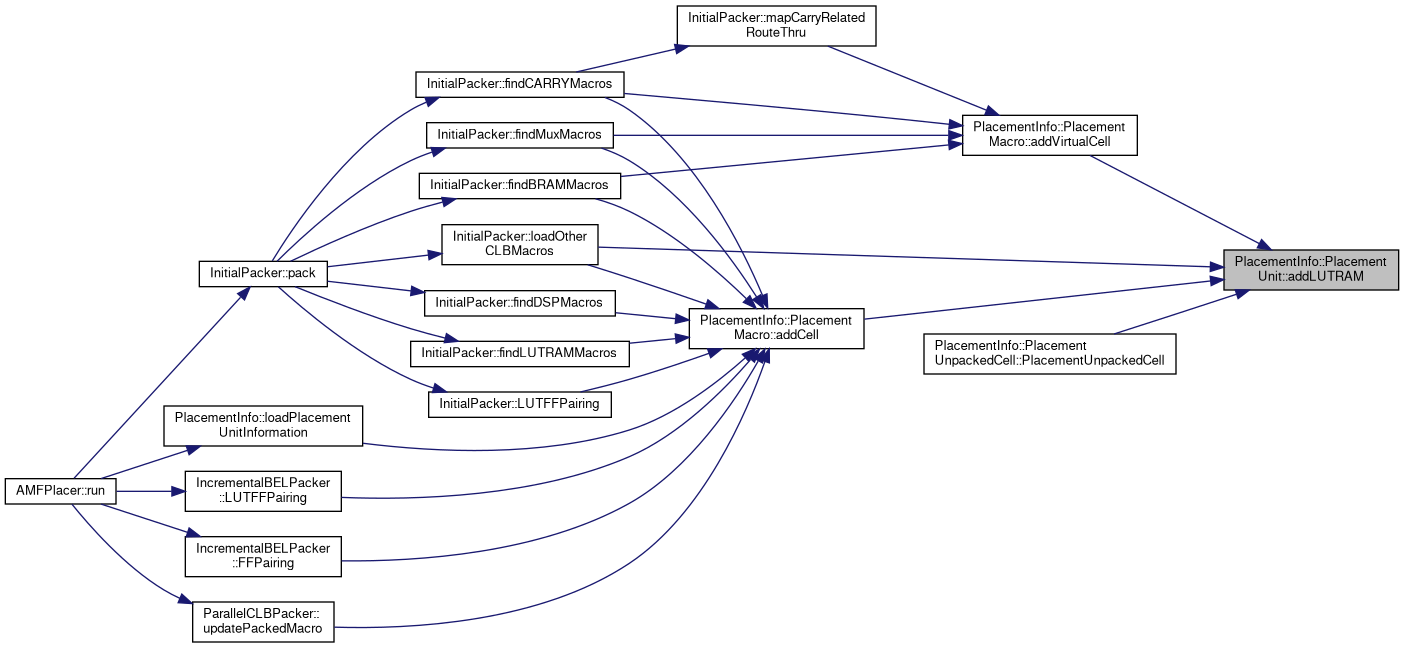 InitialPacker::mapCarryRelated
RouteThru
InitialPacker::findCARRYMacros
InitialPacker::findMuxMacros
PlacementInfo::Placement
Macro::addVirtualCell
InitialPacker::findBRAMMacros
InitialPacker::loadOther
CLBMacros
InitialPacker::pack
PlacementInfo::Placement
Unit::addLUTRAM
InitialPacker::findDSPMacros
PlacementInfo::Placement
Macro::addCell
InitialPacker::findLUTRAMMacros
PlacementInfo::Placement
UnpackedCell::PlacementUnpackedCell
InitialPacker::LUTFFPairing
PlacementInfo::loadPlacement
UnitInformation
AMFPlacer::run
IncrementalBELPacker
::LUTFFPairing
IncrementalBELPacker
::FFPairing
ParallelCLBPacker::
updatePackedMacro